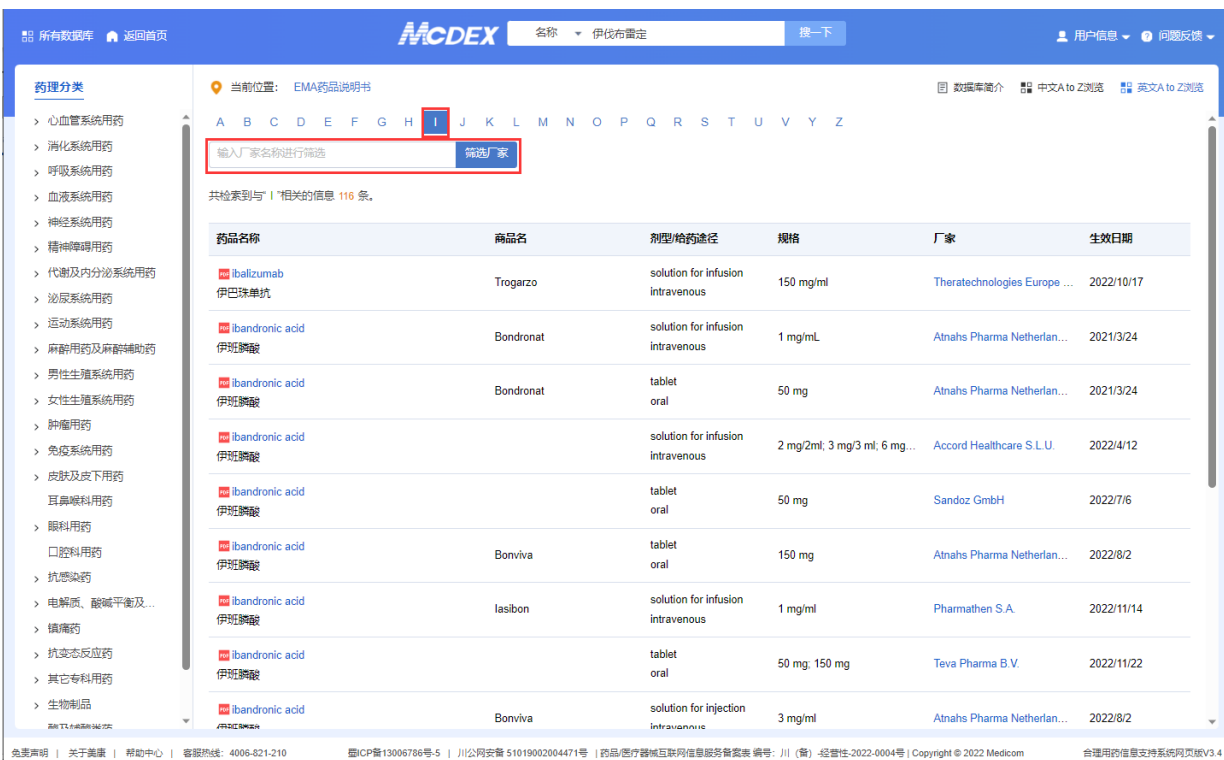 所有数据库 返回首页
MCDEX
名称 伊伐布雷定 搜一下
用户信息 问题反馈
药理分类
心血管系统用药
消化系统用药
呼吸系统用药
血液系统用药
神经系统用药
精神障碍用药
代谢及内分泌系统用药
泌尿系统用药
运动系统用药
麻醉用药及麻醉辅助药
男性生殖系统用药
女性生殖系统用药
肿瘤用药
免疫系统用药
皮肤及皮下用药
耳鼻喉科用药
眼科用药
口腔科用药
抗感染药
电解质、酸碱平衡及...
镇痛药
抗变态反应药
其它专科用药
生物制品
当前位置： EMA药品说明书
数据库简介 中文A to Z浏览 英文A to Z浏览
A B C D E F G H I J K L M N O P Q R S T U V Y Z
输入厂家名称进行筛选 筛选厂家
共检索到与“ I ”相关的信息 116 条。
药品名称 商品名 剂型/给药途径 规格 厂家 生效日期
PDF ibalizumab solution for infusion
伊巴珠单抗 Trogarzo intravenous 150 mg/ml Theratechnologies Europe ... 2022/10/17
PDF ibandronic acid solution for infusion
伊班膦酸 Bondronat intravenous 1 mg/mL Atnahs Pharma Netherlan... 2021/3/24
PDF ibandronic acid tablet
伊班膦酸 Bondronat oral 50 mg Atnahs Pharma Netherlan... 2021/3/24
PDF ibandronic acid solution for infusion
伊班膦酸 intravenous 2 mg/2ml; 3 mg/3 ml; 6 mg... Accord Healthcare S.L.U. 2022/4/12
PDF ibandronic acid tablet
伊班膦酸 oral 50 mg Sandoz GmbH 2022/7/6
PDF ibandronic acid tablet
伊班膦酸 Bonviva oral 150 mg Atnahs Pharma Netherlan... 2022/8/2
PDF ibandronic acid solution for infusion
伊班膦酸 Iasibon intravenous 1 mg/ml Pharmathen S.A. 2022/11/14
PDF ibandronic acid tablet
伊班膦酸 oral 50 mg; 150 mg Teva Pharma B.V. 2022/11/22
PDF ibandronic acid solution for injection
伊班膦酸 Bonviva intravenous 3 mg/ml Atnahs Pharma Netherlan... 2022/8/2
免责声明 | 关于美康 | 帮助中心 | 客服热线：4006-821-210 蜀ICP备13006786号-5 | 川公网安备 51019002004471号 | 药品/医疗器械互联网信息服务备案表 编号：川（备）-经营性-2022-0004号 | Copyright © 2022 Medicom 合理用药信息支持系统网页版V3.4